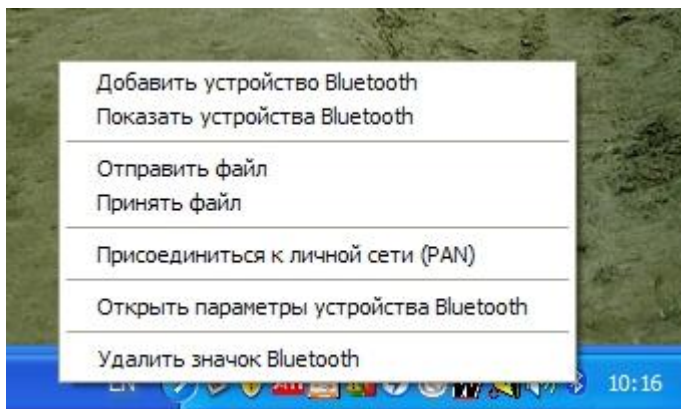 Добавить устройство Bluetooth
Показать устройства Bluetooth
Отправить файл
Принять файл
Присоединиться к личной сети (PAN)
Открыть параметры устройства Bluetooth
Удалить значок Bluetooth
EN
10:16